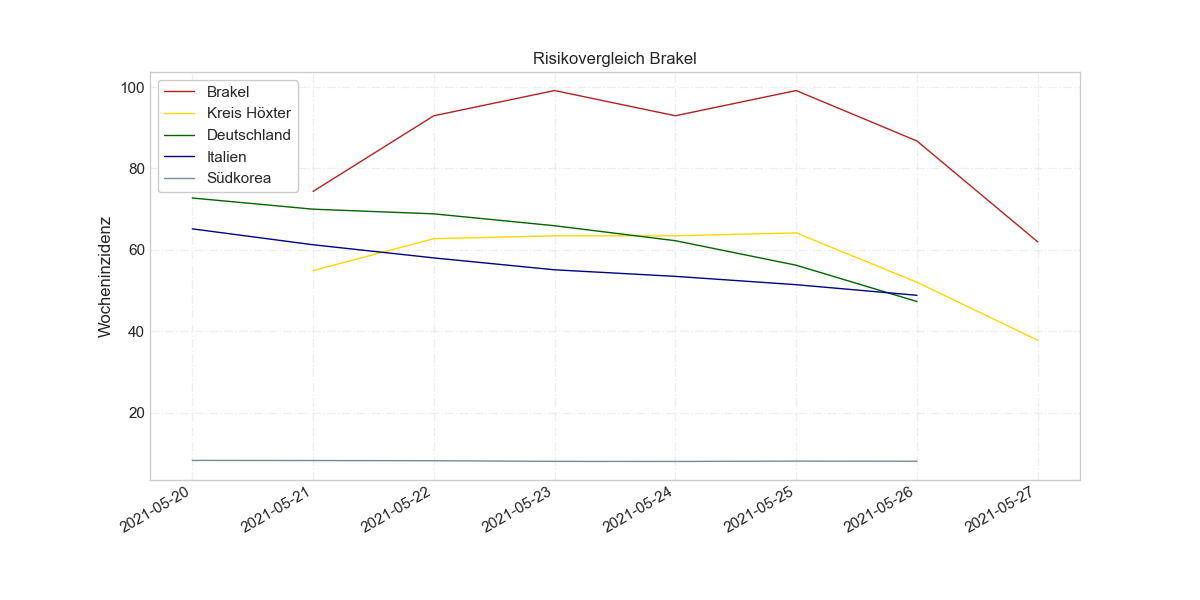 Risikovergleich Brakel
Brakel
Kreis Höxter
Deutschland
Italien
Südkorea
Wocheninzidenz
100
80
60
40
20
2021-05-20
2021-05-21
2021-05-22
2021-05-23
2021-05-24
2021-05-25
2021-05-26
2021-05-27